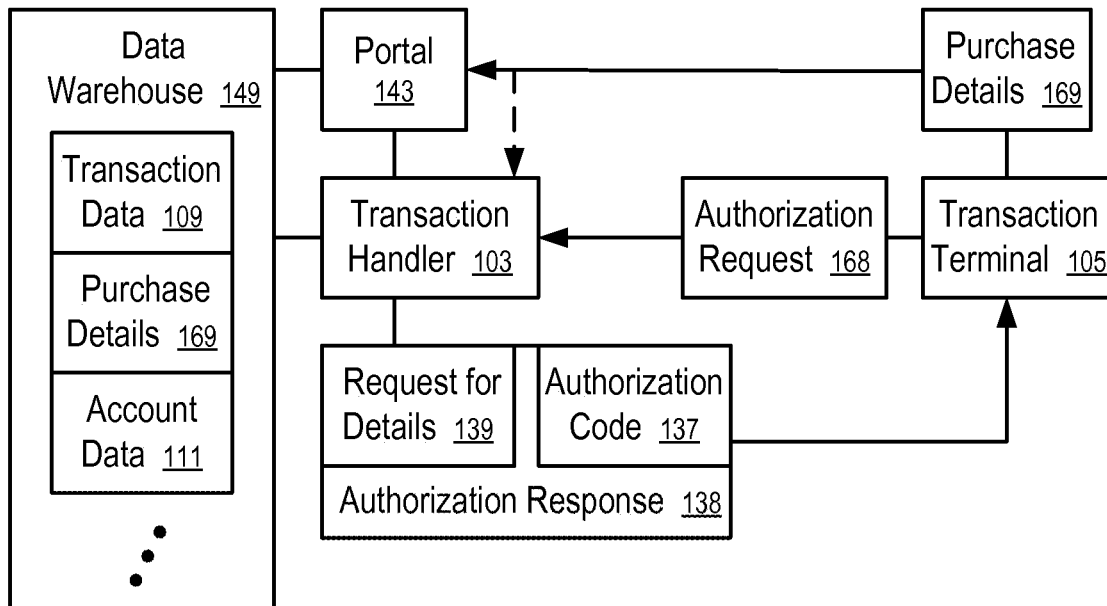 Data
Warehouse 149
Transaction
Data 109
Purchase
Details 169
Account
Data 111
Portal
143
Purchase
Details 169
Transaction
Handler 103
Authorization
Request 168
Transaction
Terminal 105
Request for
Details 139
Authorization
Code 137
Authorization Response 138